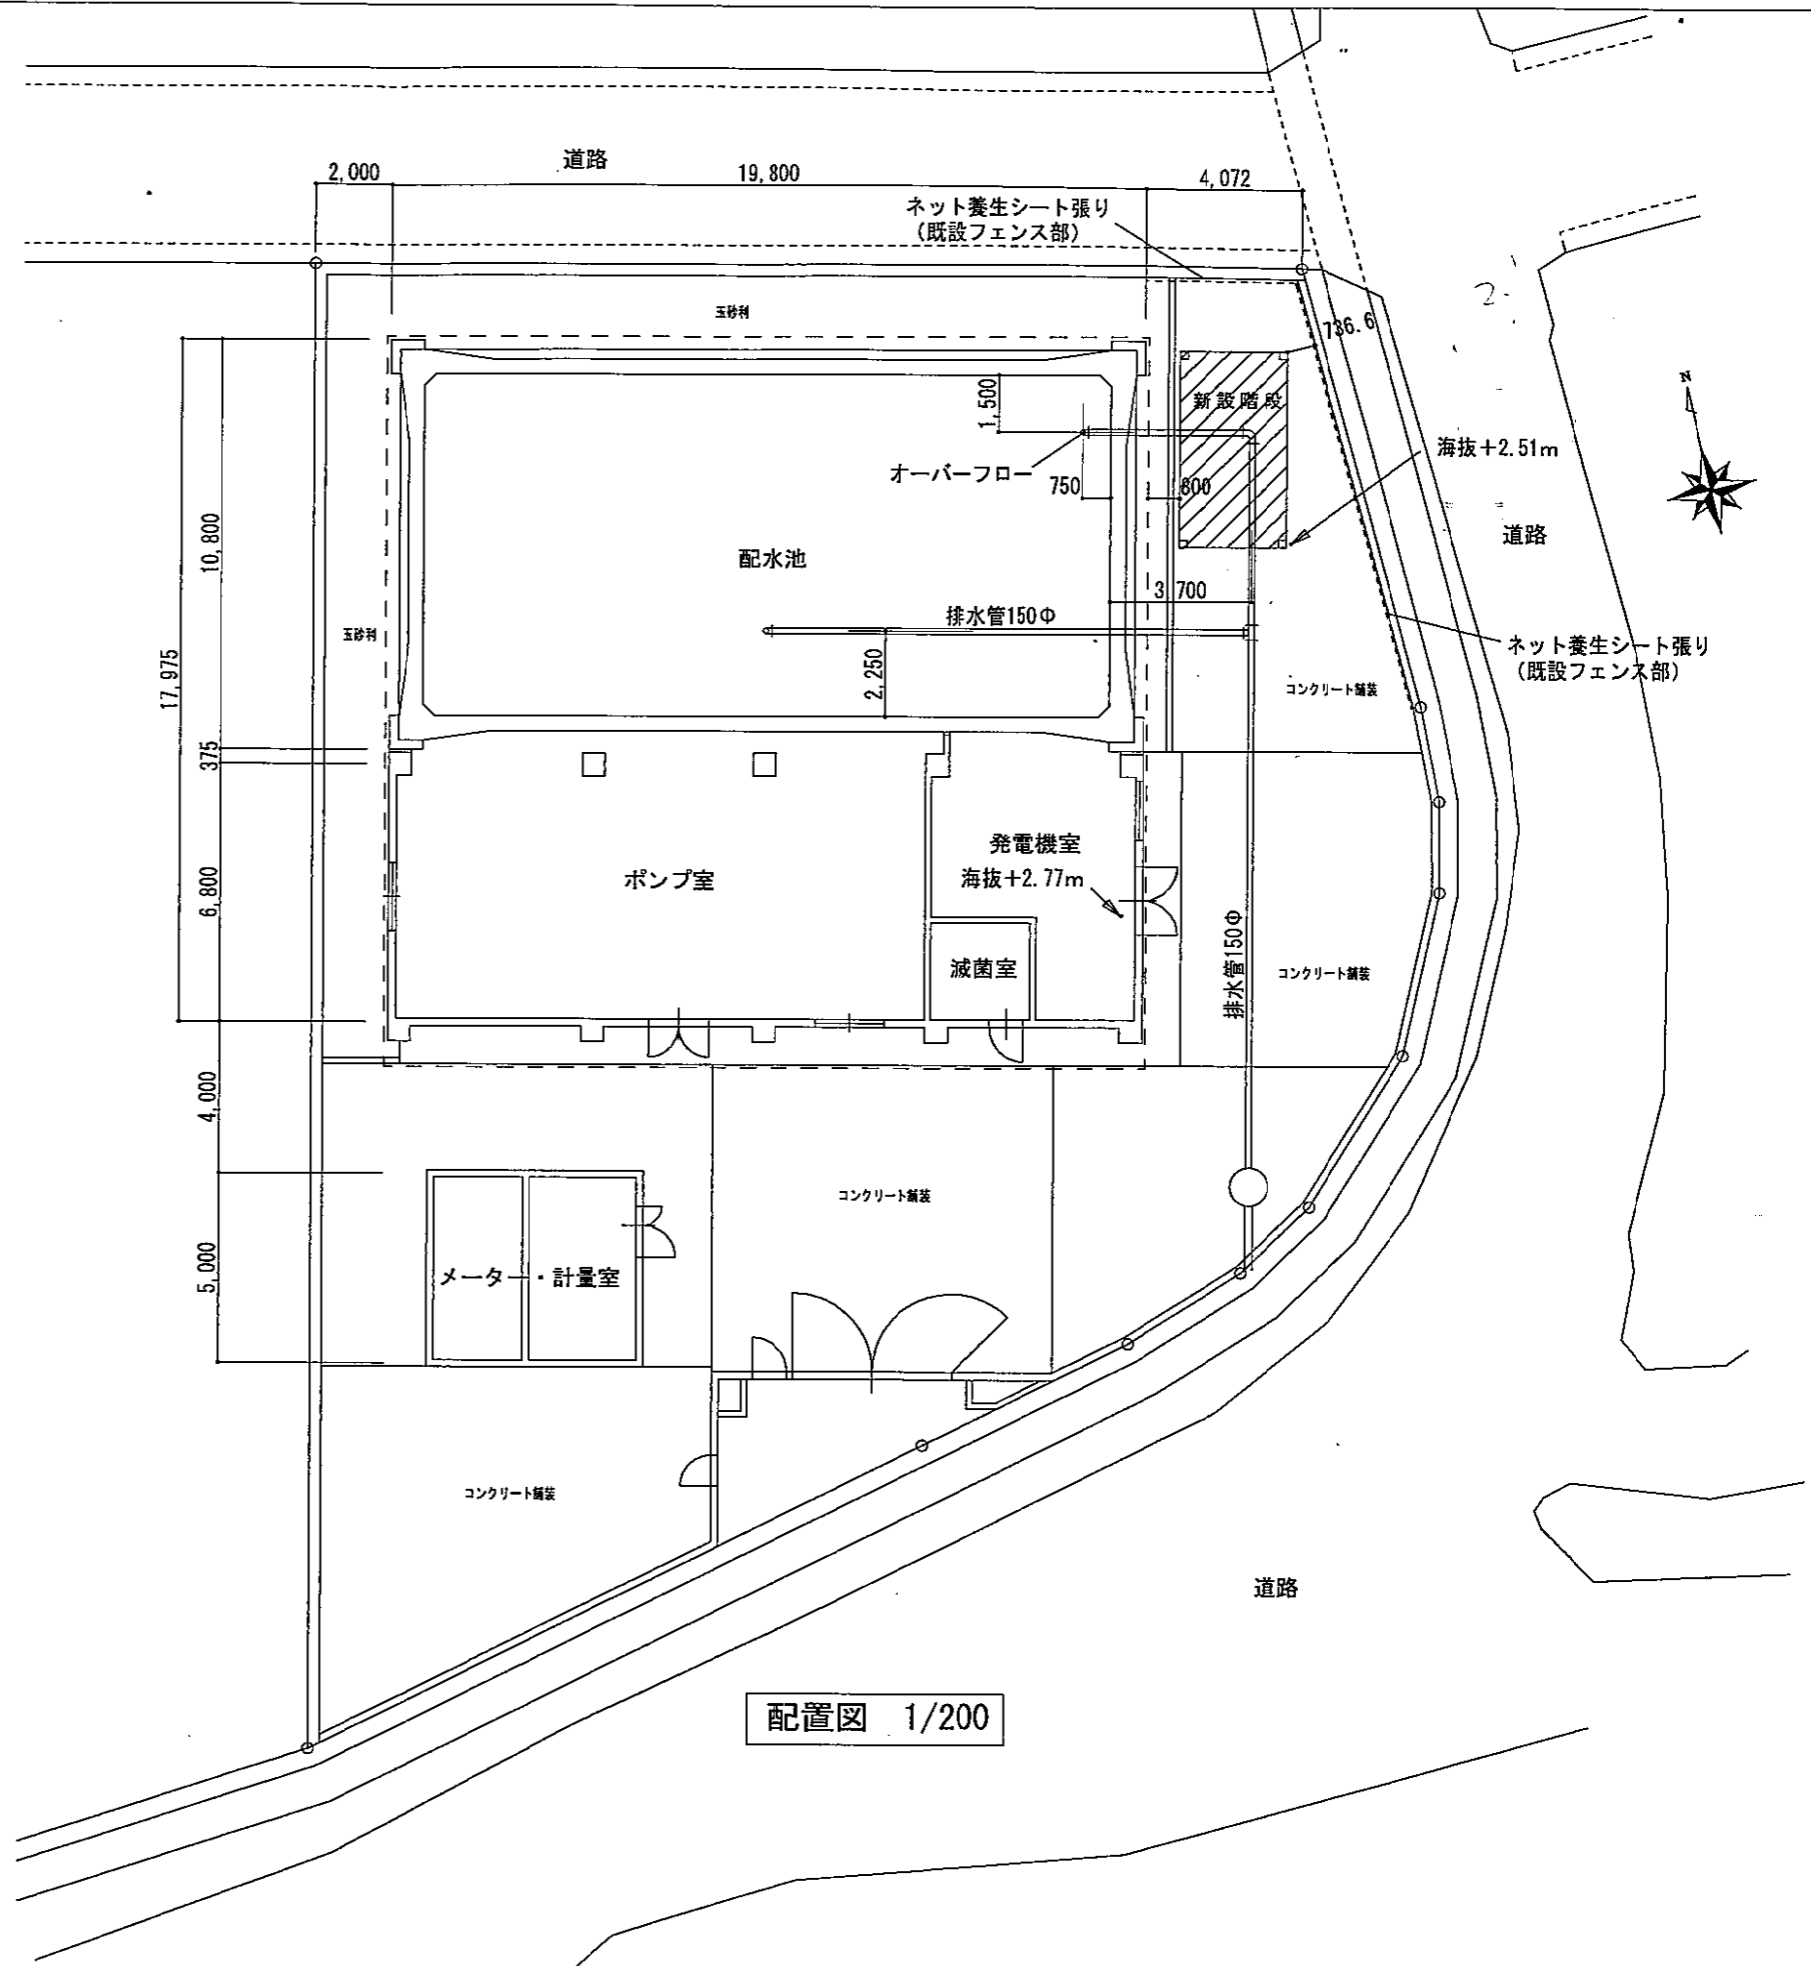 道路
2,000
19,800
4,072
ネット養生シート張り
(既設フェンス部)
玉砂利
736.6
2
N
1,500
新設階段
海抜+2.51m
オーバーフロー
750
800
道路
10,800
配水池
3,700
排水管150Φ
玉砂利
ネット養生シート張り
(既設フェンス部)
17,975
2,250
コンクリート舗装
375
発電機室
海抜+2.77m
ポンプ室
6,800
滅菌室
排水管150Φ
コンクリート舗装
4,000
コンクリート舗装
5,000
メーター・計量室
コンクリート舗装
道路
配置図 1/200